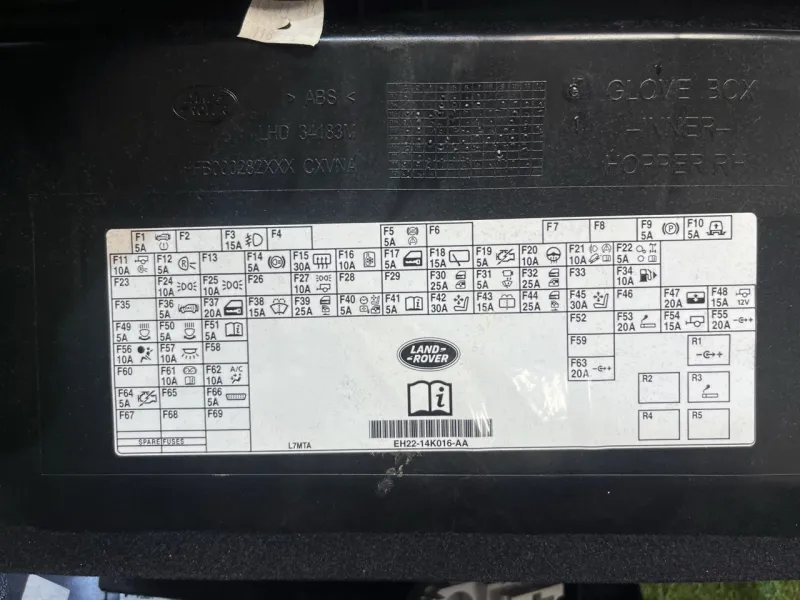 LAND
ROVER
> ABS <
GLOVE BOX
LHD 34183M
-INNER-
HOPPER RH
F1 5A F2 F3 15A F4 F5 5A F6 F7 F8 F9 5A F10 5A
F11 10A F12 5A F13 F14 5A F15 30A F16 10A F17 5A F18 15A F19 5A F20 10A F21 10A F22 5A
F23 F24 10A F25 10A F26 F27 10A F28 F29 F30 25A F31 5A F32 25A F33 F34 10A
F35 F36 5A F37 20A F38 15A F39 25A F40 5A F41 5A F42 30A F43 15A F44 25A F45 30A F46 F47 20A F48 15A 12V
F49 5A F50 5A F51 5A F52 F53 20A F54 15A F55 20A
F56 10A F57 10A F58 F59 R1
F60 F61 10A F62 10A A/C F63 20A R2 R3
F64 5A F65 F66 5A
F67 F68 F69 R4 R5
SPARE FUSES
LAND
ROVER
i
L7MTA
EH22-14K016-AA